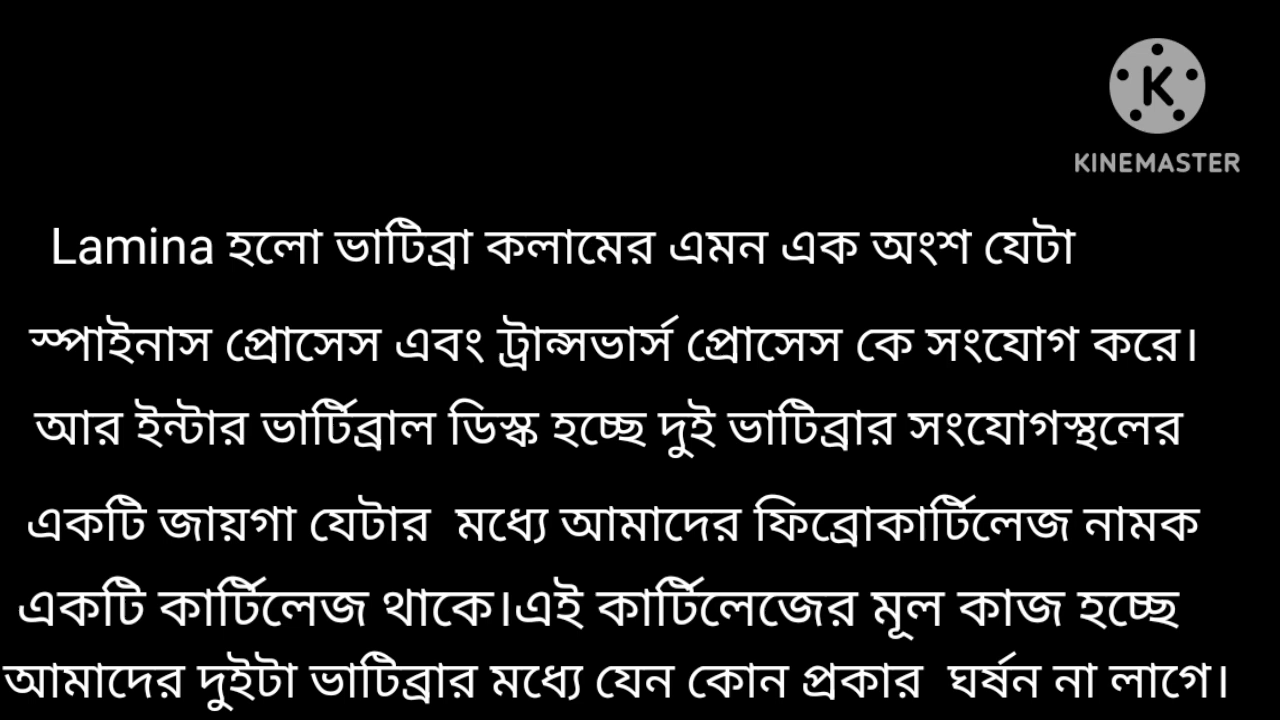 KINEMASTER
Lamina হলো ভাটিব্রা কলামের এমন এক অংশ যেটা
স্পাইনাস প্রোসেস এবং ট্রান্সভার্স প্রোসেস কে সংযোগ করে।
আর ইন্টার ভার্টিব্রাল ডিস্ক হচ্ছে দুই ভাটিব্রার সংযোগস্থলের
একটি জায়গা যেটার মধ্যে আমাদের ফিব্রোকার্টিলেজ নামক
একটি কার্টিলেজ থাকে।এই কার্টিলেজের মূল কাজ হচ্ছে
আমাদের দুইটা ভাটিব্রার মধ্যে যেন কোন প্রকার ঘর্ষন না লাগে।